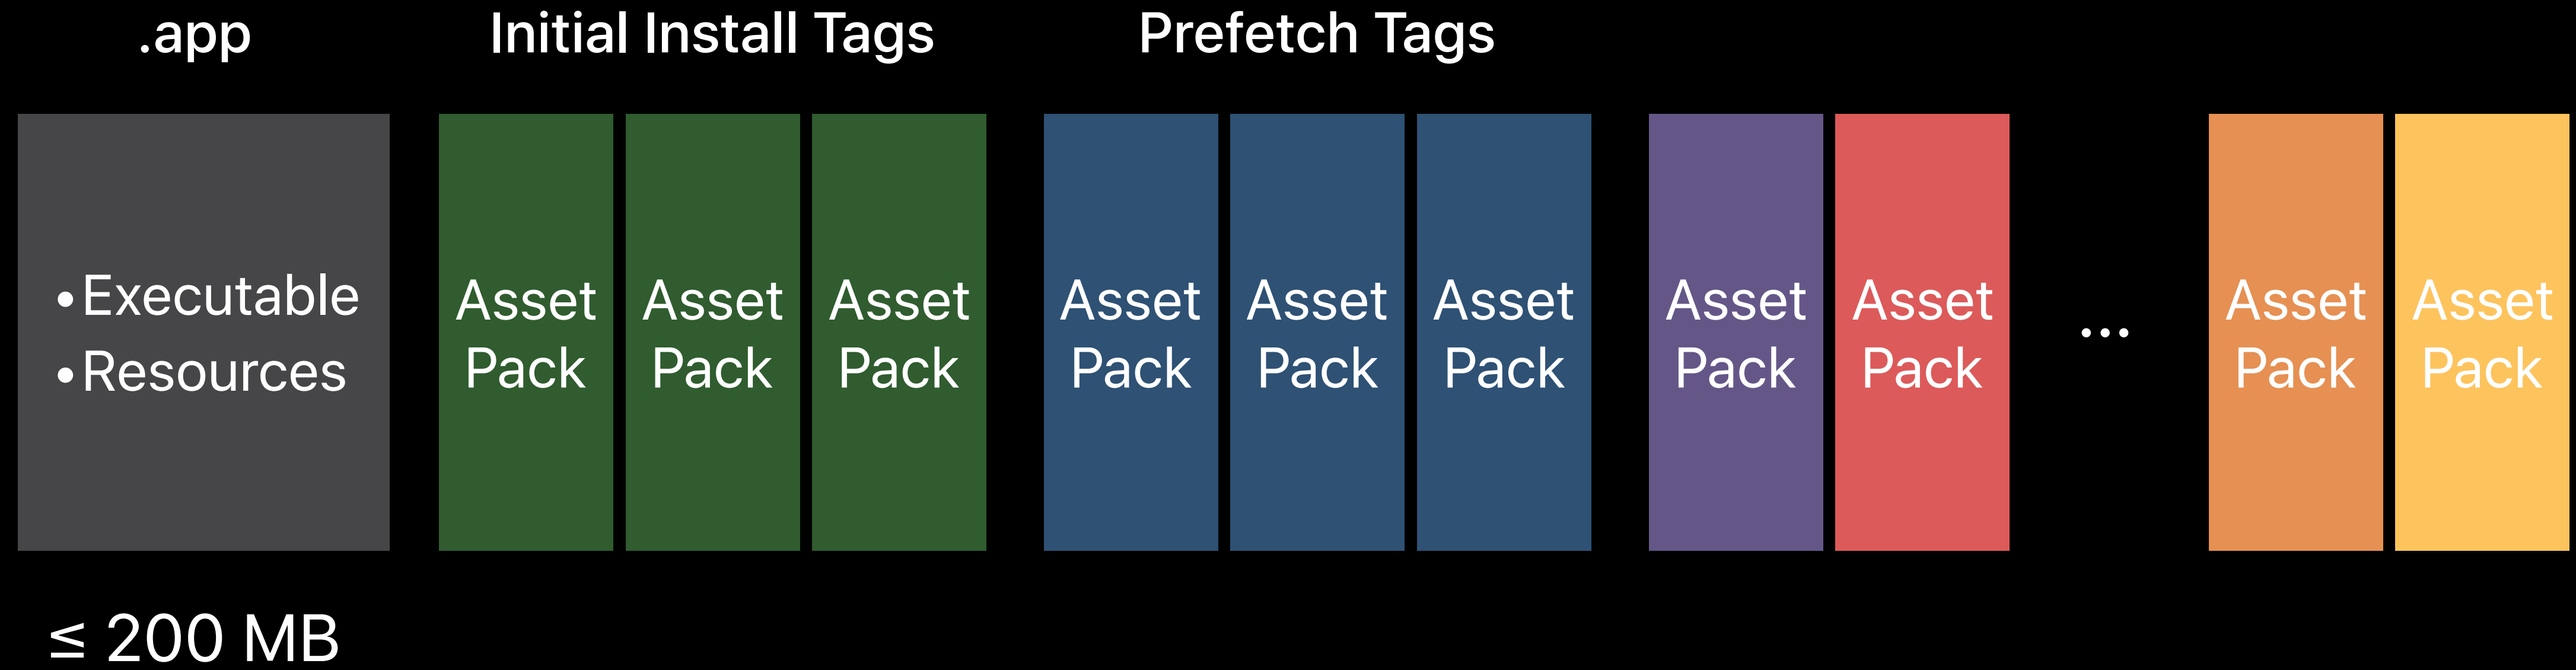 .app
Initial Install Tags
Prefetch Tags
•Executable
•Resources
Asset
Pack
Asset
Pack
Asset
Pack
Asset
Pack
Asset
Pack
Asset
Pack
Asset
Pack
Asset
Pack
...
Asset
Pack
Asset
Pack
≤ 200 MB